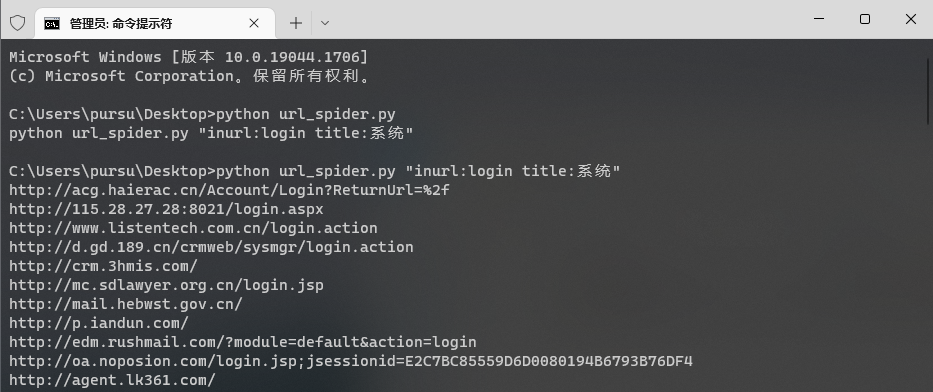 管理员: 命令提示符
Microsoft Windows [版本 10.0.19044.1706]
(c) Microsoft Corporation。保留所有权利。
C:\Users\pursu\Desktop>python url_spider.py
python url_spider.py "inurl:login title:系统"
C:\Users\pursu\Desktop>python url_spider.py "inurl:login title:系统"
http://acg.haierac.cn/Account/Login?ReturnUrl=%2f
http://115.28.27.28:8021/login.aspx
http://www.listentech.com.cn/login.action
http://d.gd.189.cn/crmweb/sysmgr/login.action
http://crm.3hmis.com/
http://mc.sdlawyer.org.cn/login.jsp
http://mail.hebwst.gov.cn/
http://p.iandun.com/
http://edm.rushmail.com/?module=default&action=login
http://oa.noposion.com/login.jsp;jsessionid=E2C7BC85559D6D0080194B6793B76DF4
http://agent.lk361.com/